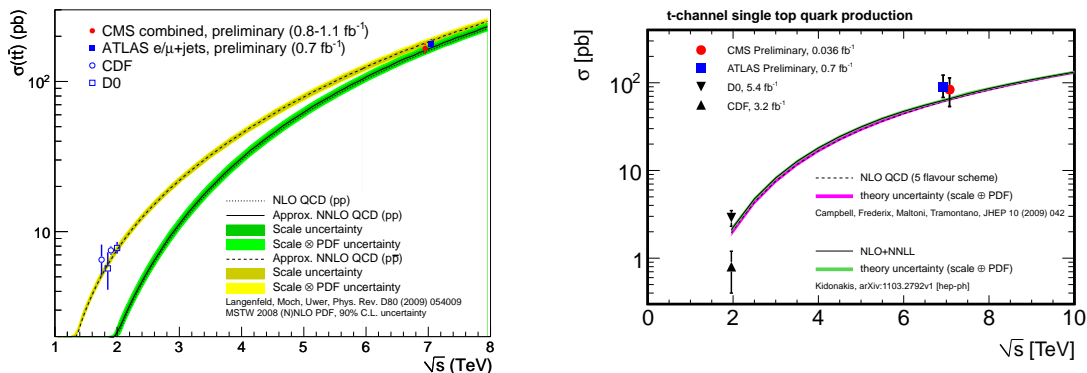 σ(tt̄) (pb)
CMS combined, preliminary (0.8-1.1 fb⁻¹)
ATLAS e/μ+jets, preliminary (0.7 fb⁻¹)
CDF
D0
10²
10
NLO QCD (pp)
Approx. NNLO QCD (pp)
Scale uncertainty
Scale ⊗ PDF uncertainty
Approx. NNLO QCD (pp̄)
Scale uncertainty
Scale ⊗ PDF uncertainty
Langenfeld, Moch, Uwer, Phys. Rev. D80 (2009) 054009
MSTW 2008 (N)NLO PDF, 90% C.L. uncertainty
1 2 3 4 5 6 7 8
√s (TeV)
t-channel single top quark production
σ [pb]
CMS Preliminary, 0.036 fb⁻¹
ATLAS Preliminary, 0.7 fb⁻¹
D0, 5.4 fb⁻¹
CDF, 3.2 fb⁻¹
10²
10
1
NLO QCD (5 flavour scheme)
theory uncertainty (scale ⊕ PDF)
Campbell, Frederix, Maltoni, Tramontano, JHEP 10 (2009) 042
NLO+NNLL
theory uncertainty (scale ⊕ PDF)
Kidonakis, arXiv:1103.2792v1 [hep-ph]
0 2 4 6 8 10
√s [TeV]